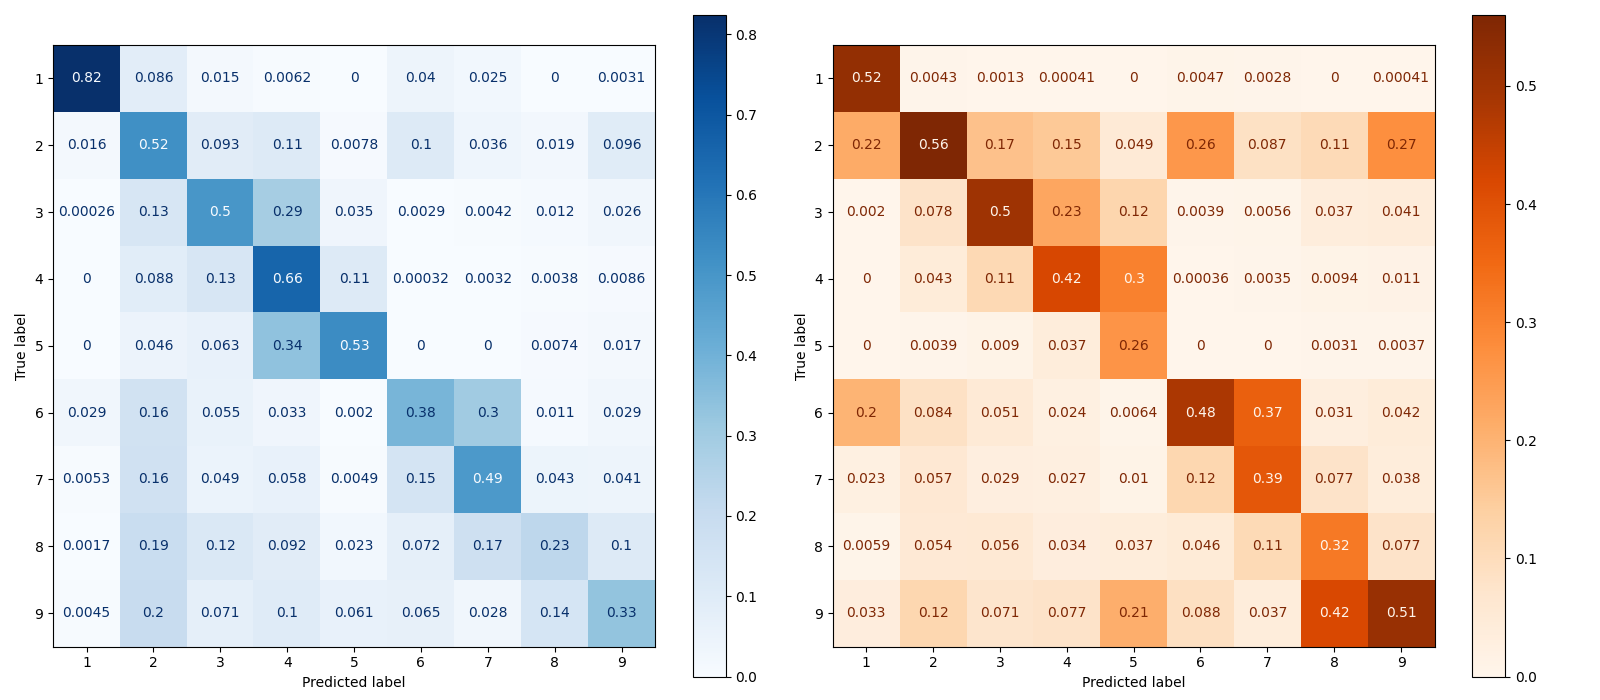 1 0.82 0.086 0.015 0.0062 0 0.04 0.025 0 0.0031
2 0.016 0.52 0.093 0.11 0.0078 0.1 0.036 0.019 0.096
3 0.00026 0.13 0.5 0.29 0.035 0.0029 0.0042 0.012 0.026
4 0 0.088 0.13 0.66 0.11 0.00032 0.0032 0.0038 0.0086
5 0 0.046 0.063 0.34 0.53 0 0 0.0074 0.017
6 0.029 0.16 0.055 0.033 0.002 0.38 0.3 0.011 0.029
7 0.0053 0.16 0.049 0.058 0.0049 0.15 0.49 0.043 0.041
8 0.0017 0.19 0.12 0.092 0.023 0.072 0.17 0.23 0.1
9 0.0045 0.2 0.071 0.1 0.061 0.065 0.028 0.14 0.33
1 2 3 4 5 6 7 8 9
Predicted label
True label
0.8
0.7
0.6
0.5
0.4
0.3
0.2
0.1
0.0
1 0.52 0.0043 0.0013 0.00041 0 0.0047 0.0028 0 0.00041
2 0.22 0.56 0.17 0.15 0.049 0.26 0.087 0.11 0.27
3 0.002 0.078 0.5 0.23 0.12 0.0039 0.0056 0.037 0.041
4 0 0.043 0.11 0.42 0.3 0.00036 0.0035 0.0094 0.011
5 0 0.0039 0.009 0.037 0.26 0 0 0.0031 0.0037
6 0.2 0.084 0.051 0.024 0.0064 0.48 0.37 0.031 0.042
7 0.023 0.057 0.029 0.027 0.01 0.12 0.39 0.077 0.038
8 0.0059 0.054 0.056 0.034 0.037 0.046 0.11 0.32 0.077
9 0.033 0.12 0.071 0.077 0.21 0.088 0.037 0.42 0.51
1 2 3 4 5 6 7 8 9
Predicted label
True label
0.5
0.4
0.3
0.2
0.1
0.0